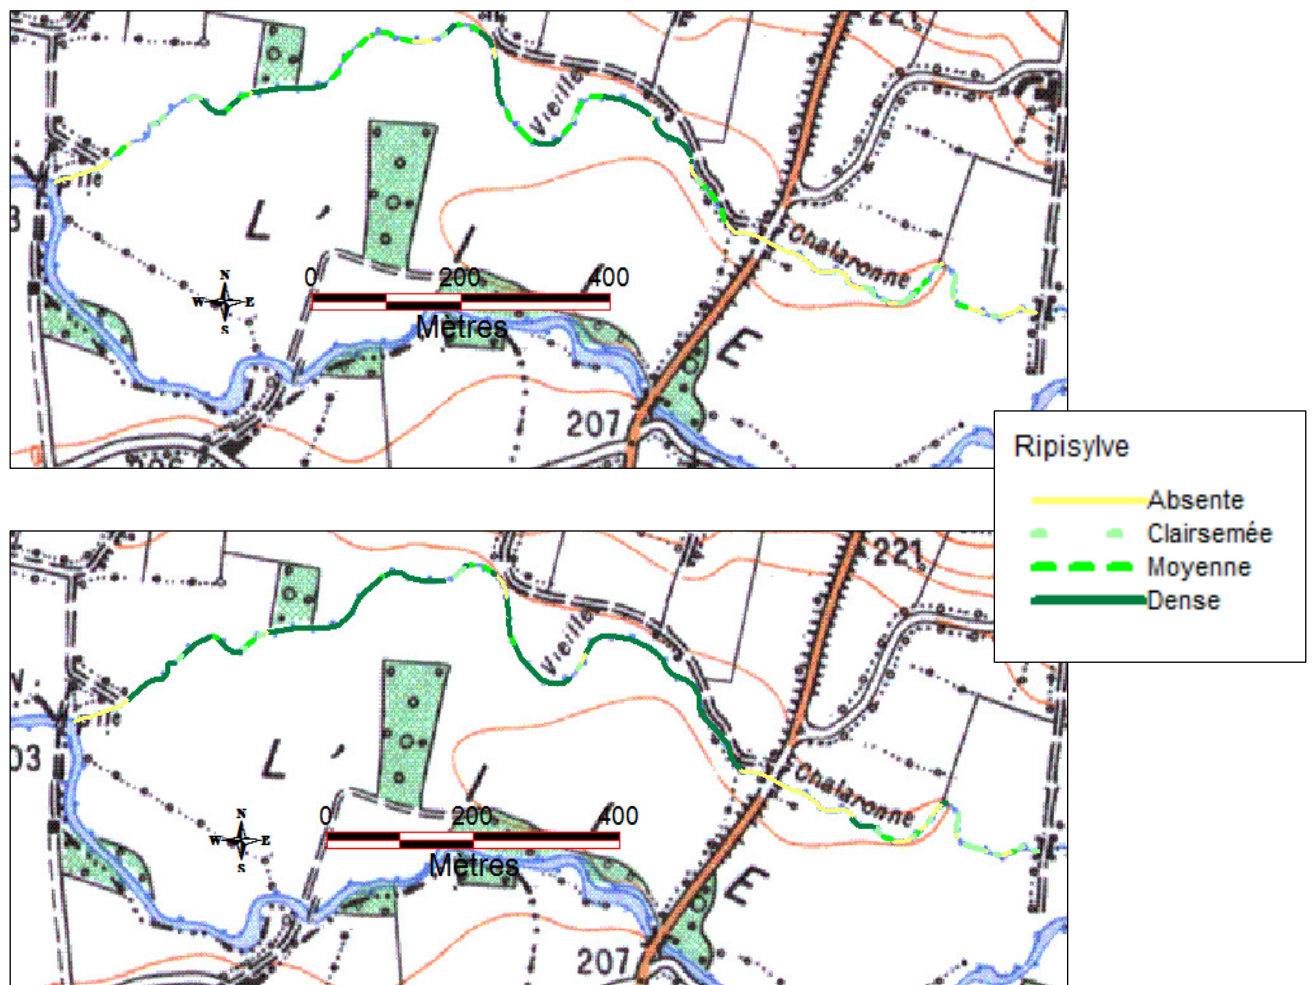 Vieille
L '
I
Chalaronne
N
W E
S
0 200 400
Mètres
E
207
Ripisylve
Absente
Clairsemée
Moyenne
Dense
221
Vieille
03
L '
I
Chalaronne
N
W E
S
0 200 400
Mètres
E
207